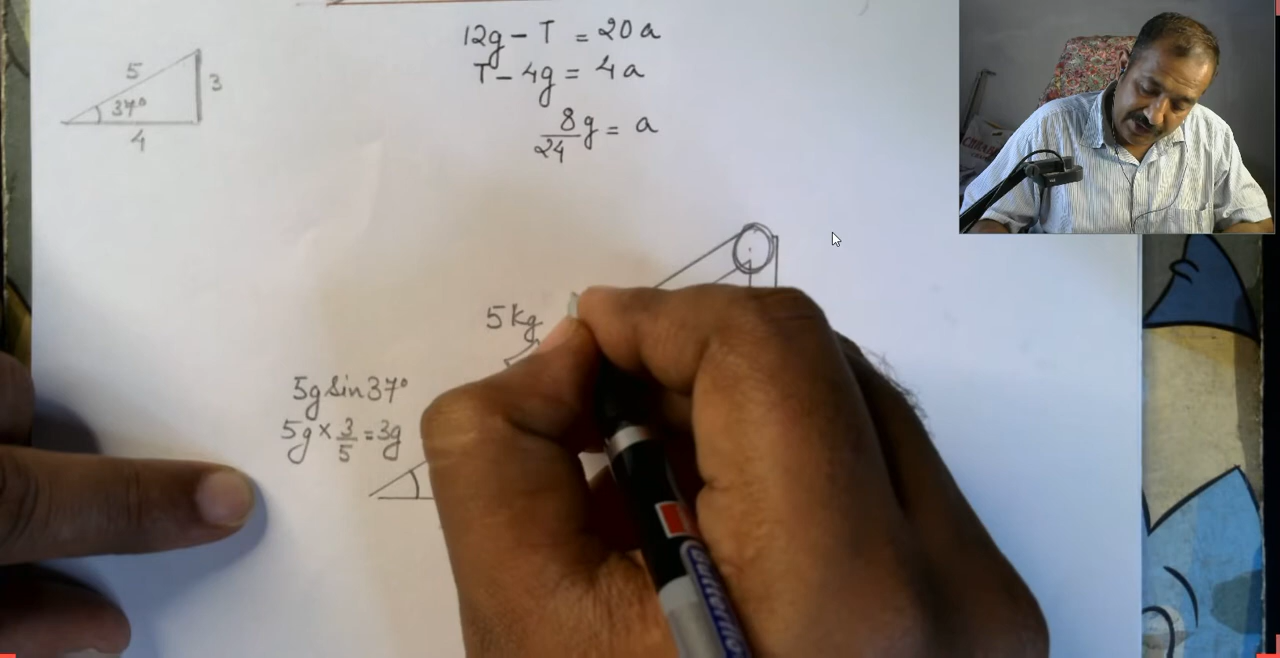 12g - T = 20a
T - 4g = 4a
8/24 g = a
5
37°
3
4
5kg
5g sin 37°
5g × 3/5 = 3g